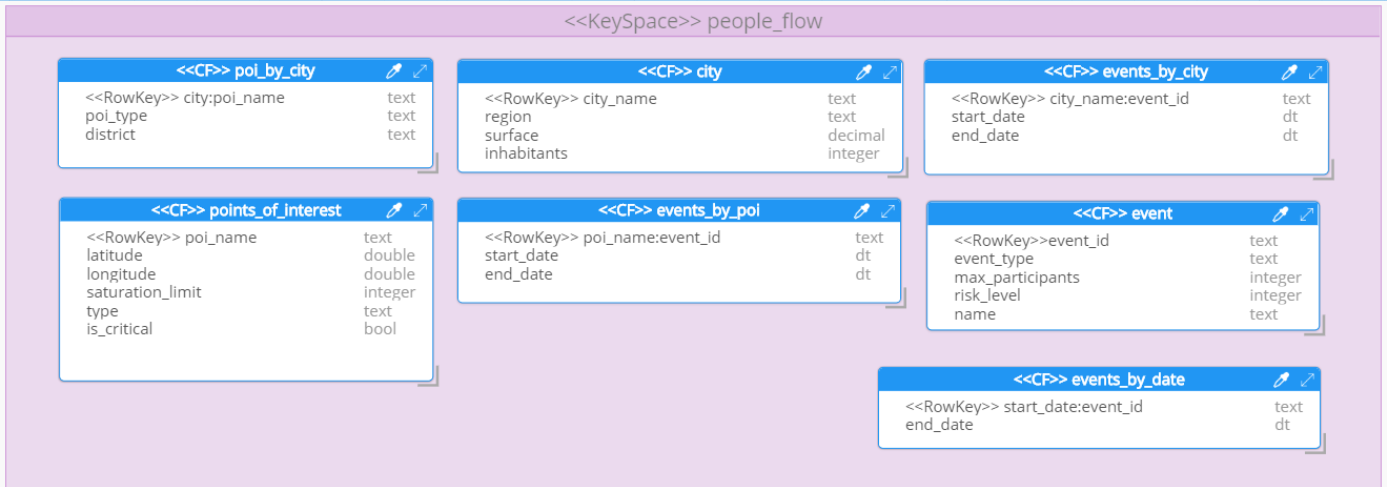 <<KeySpace>> people_flow
<<CF>> poi_by_city
<<RowKey>> city:poi_name text
poi_type text
district text
<<CF>> city
<<RowKey>> city_name text
region text
surface decimal
inhabitants integer
<<CF>> events_by_city
<<RowKey>> city_name:event_id text
start_date dt
end_date dt
<<CF>> points_of_interest
<<RowKey>> poi_name text
latitude double
longitude double
saturation_limit integer
type text
is_critical bool
<<CF>> events_by_poi
<<RowKey>> poi_name:event_id text
start_date dt
end_date dt
<<CF>> event
<<RowKey>>event_id text
event_type text
max_participants integer
risk_level integer
name text
<<CF>> events_by_date
<<RowKey>> start_date:event_id text
end_date dt